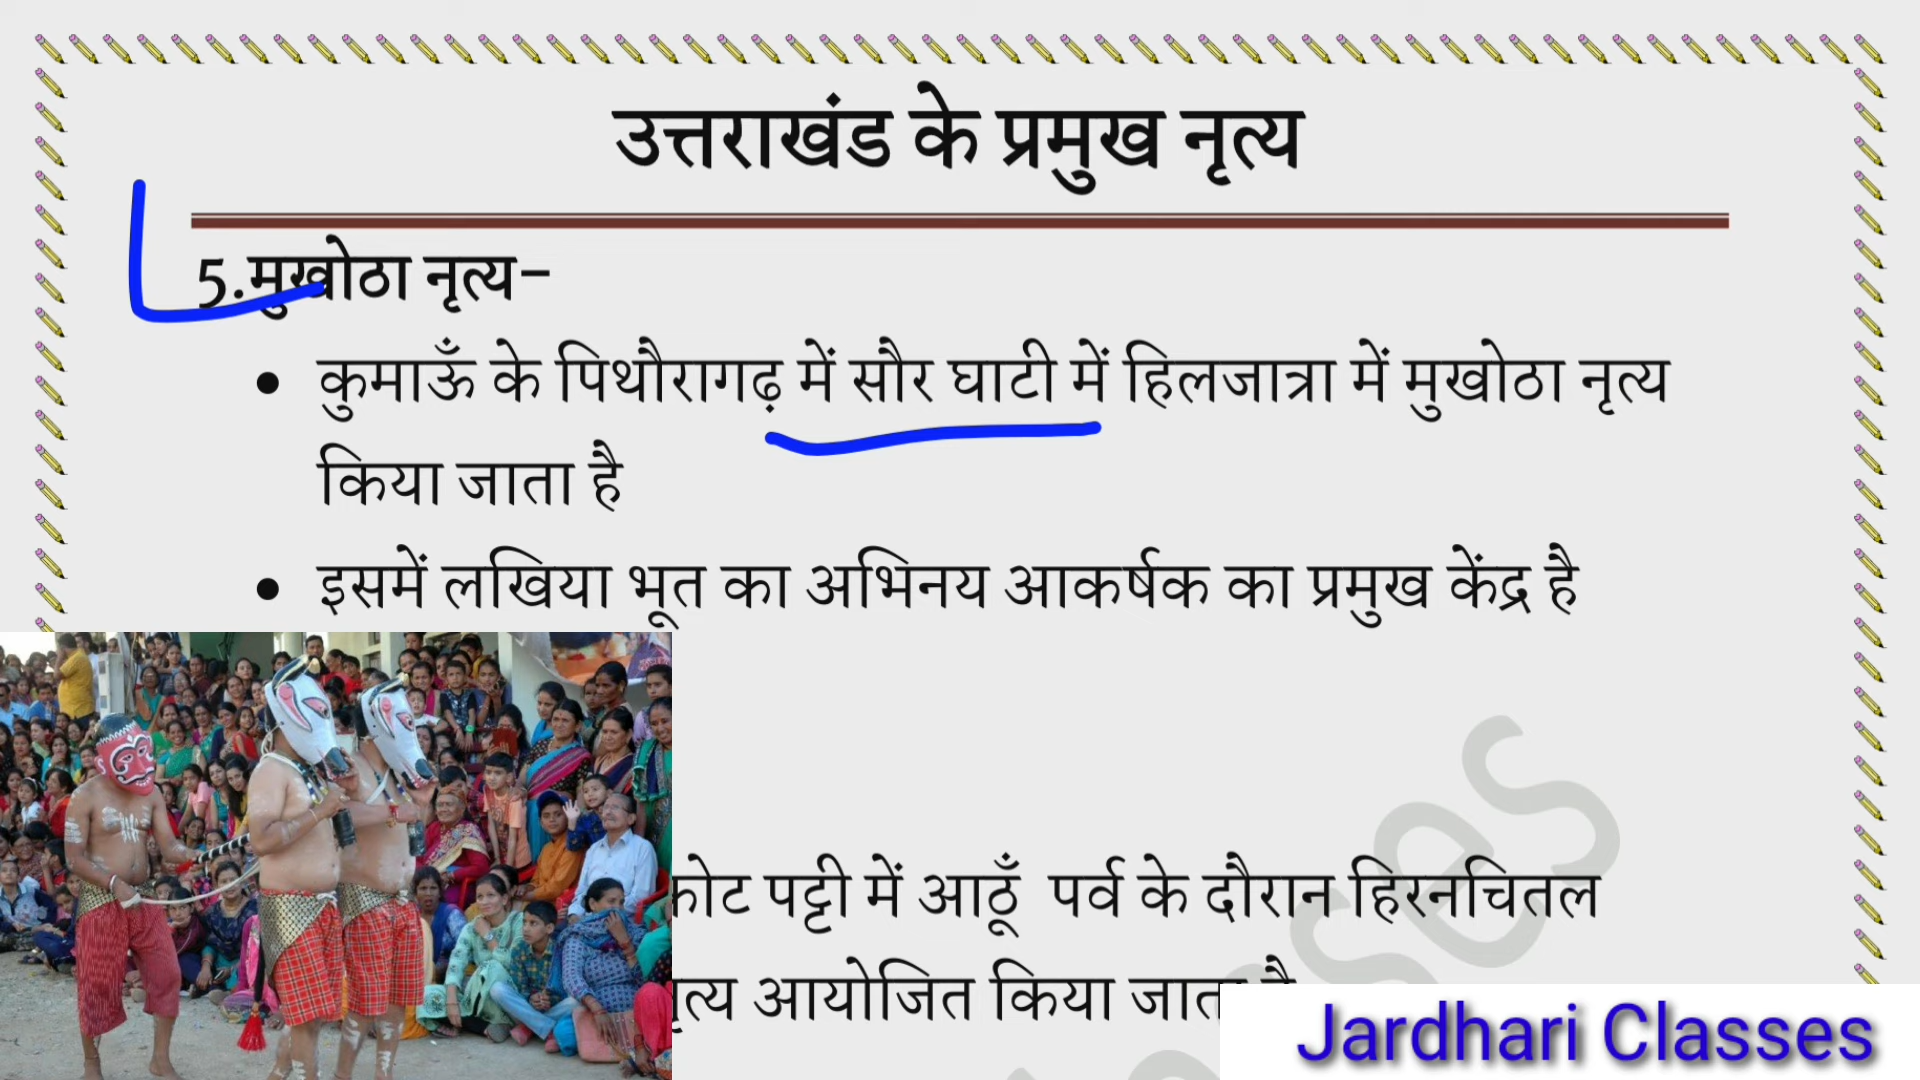 उत्तराखंड के प्रमुख नृत्य
5.मुखोठा नृत्य–
• कुमाऊँ के पिथौरागढ़ में सौर घाटी में हिलजात्रा में मुखोठा नृत्य
किया जाता है
• इसमें लखिया भूत का अभिनय आकर्षक का प्रमुख केंद्र है
पट्टी में आठूँ पर्व के दौरान हिरनचितल
आयोजित किया जाता है
Jardhari Classes